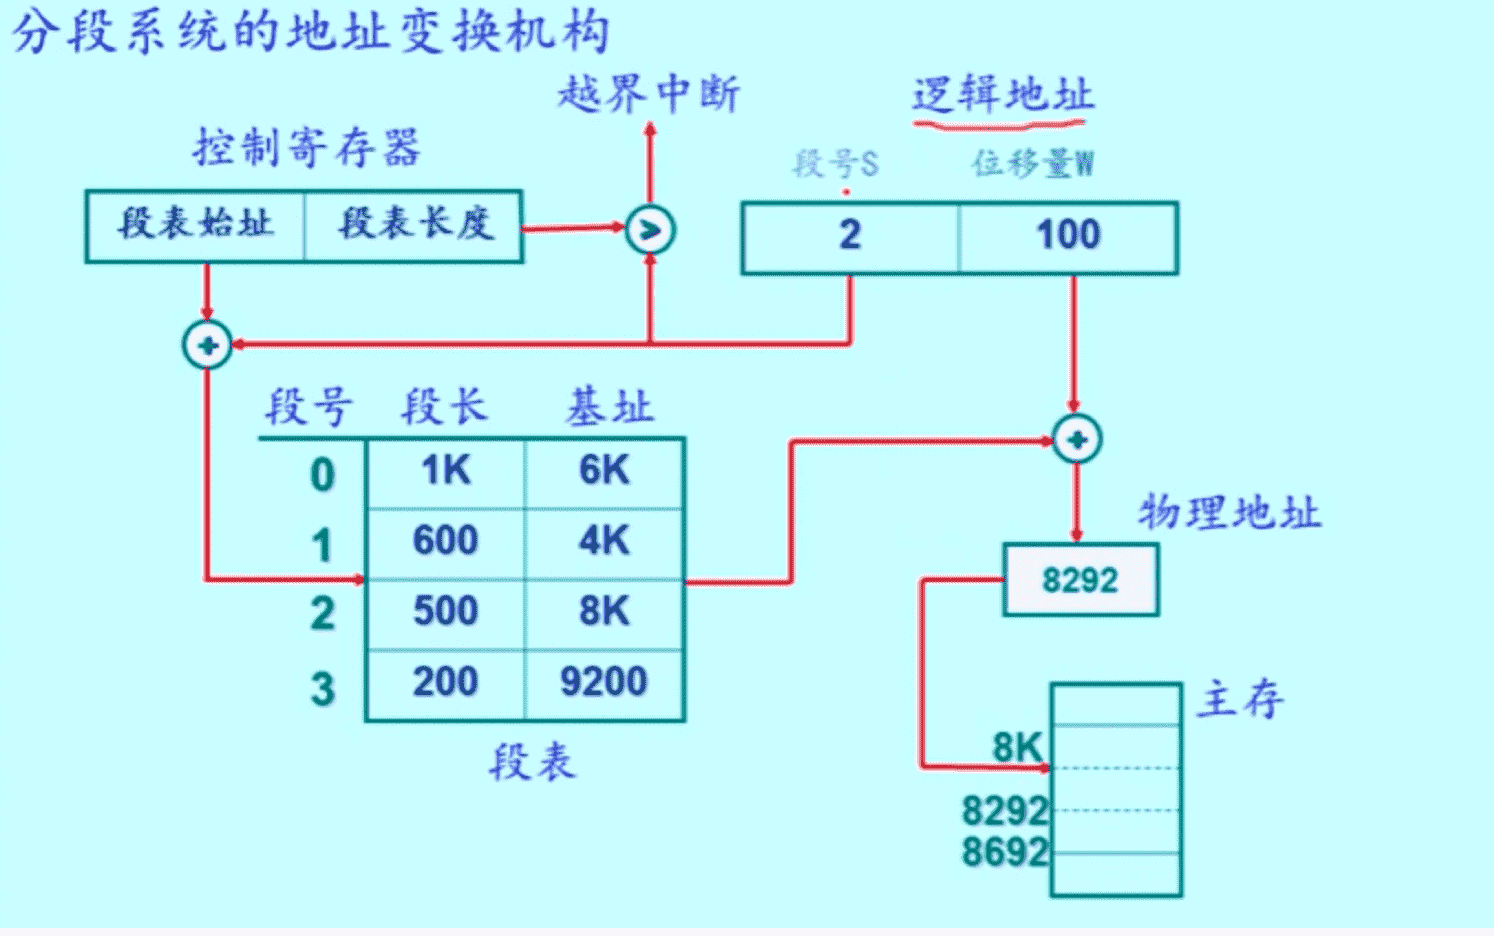 分段系统的地址变换机构
越界中断
逻辑地址
控制寄存器
段号S 位移量W
段表始址 段表长度
>
2 100
+
段号 段长 基址
0 1K 6K
+
1 600 4K
物理地址
8292
2 500 8K
3 200 9200
主存
段表
8K
8292
8692